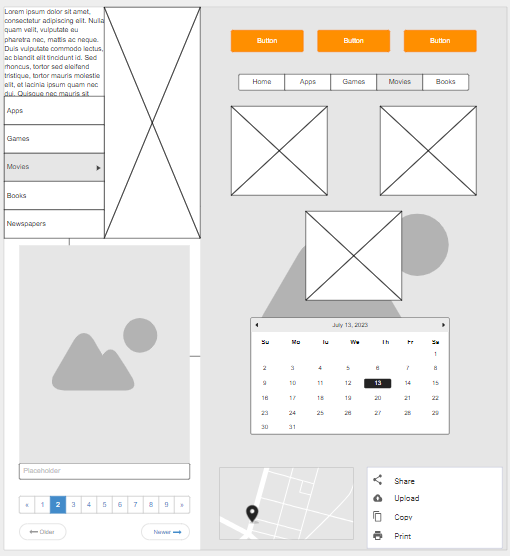 Lorem ipsum dolor sit amet,
consectetur adipiscing elit. Nulla
quam velit, vulputate eu
pharetra nec, mattis ac neque.
Duis vulputate commodo lectus,
ac blandit elit tincidunt id. Sed
rhoncus, tortor sed eleifend
tristique, tortor mauris molestie
elit, et lacinia ipsum quam nec
dui. Quisque nec mauris sit
Apps
Games
Movies
Books
Newspapers
Placeholder
« 1 2 3 4 5 6 7 8 9 »
Older Newer
Button Button Button
Home Apps Games Movies Books
July 13, 2023
Su Mo Tu We Th Fr Sa
1
2 3 4 5 6 7 8
9 10 11 12 13 14 15
16 17 18 19 20 21 22
23 24 25 26 27 28 29
30 31
Share
Upload
Copy
Print